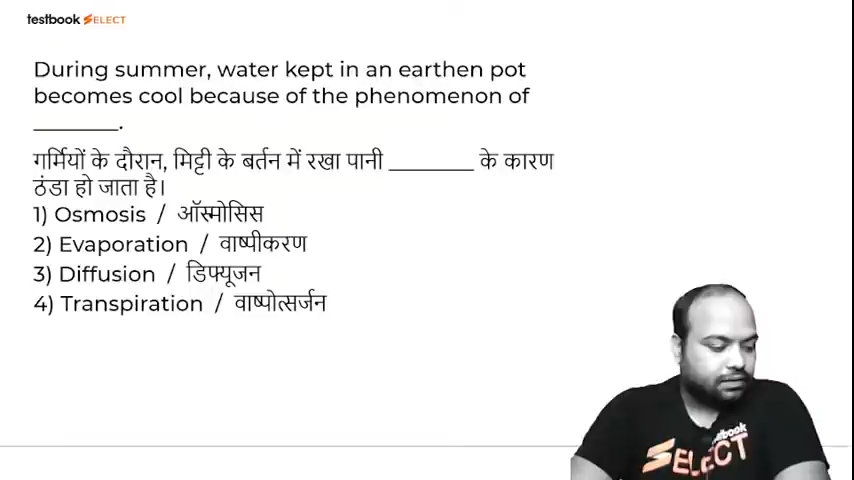 testbook SELECT
During summer, water kept in an earthen pot
becomes cool because of the phenomenon of
________.
गर्मियों के दौरान, मिट्टी के बर्तन में रखा पानी ________ के कारण
ठंडा हो जाता है।
1) Osmosis / ऑस्मोसिस
2) Evaporation / वाष्पीकरण
3) Diffusion / डिफ्यूजन
4) Transpiration / वाष्पोत्सर्जन
testbook
SELECT